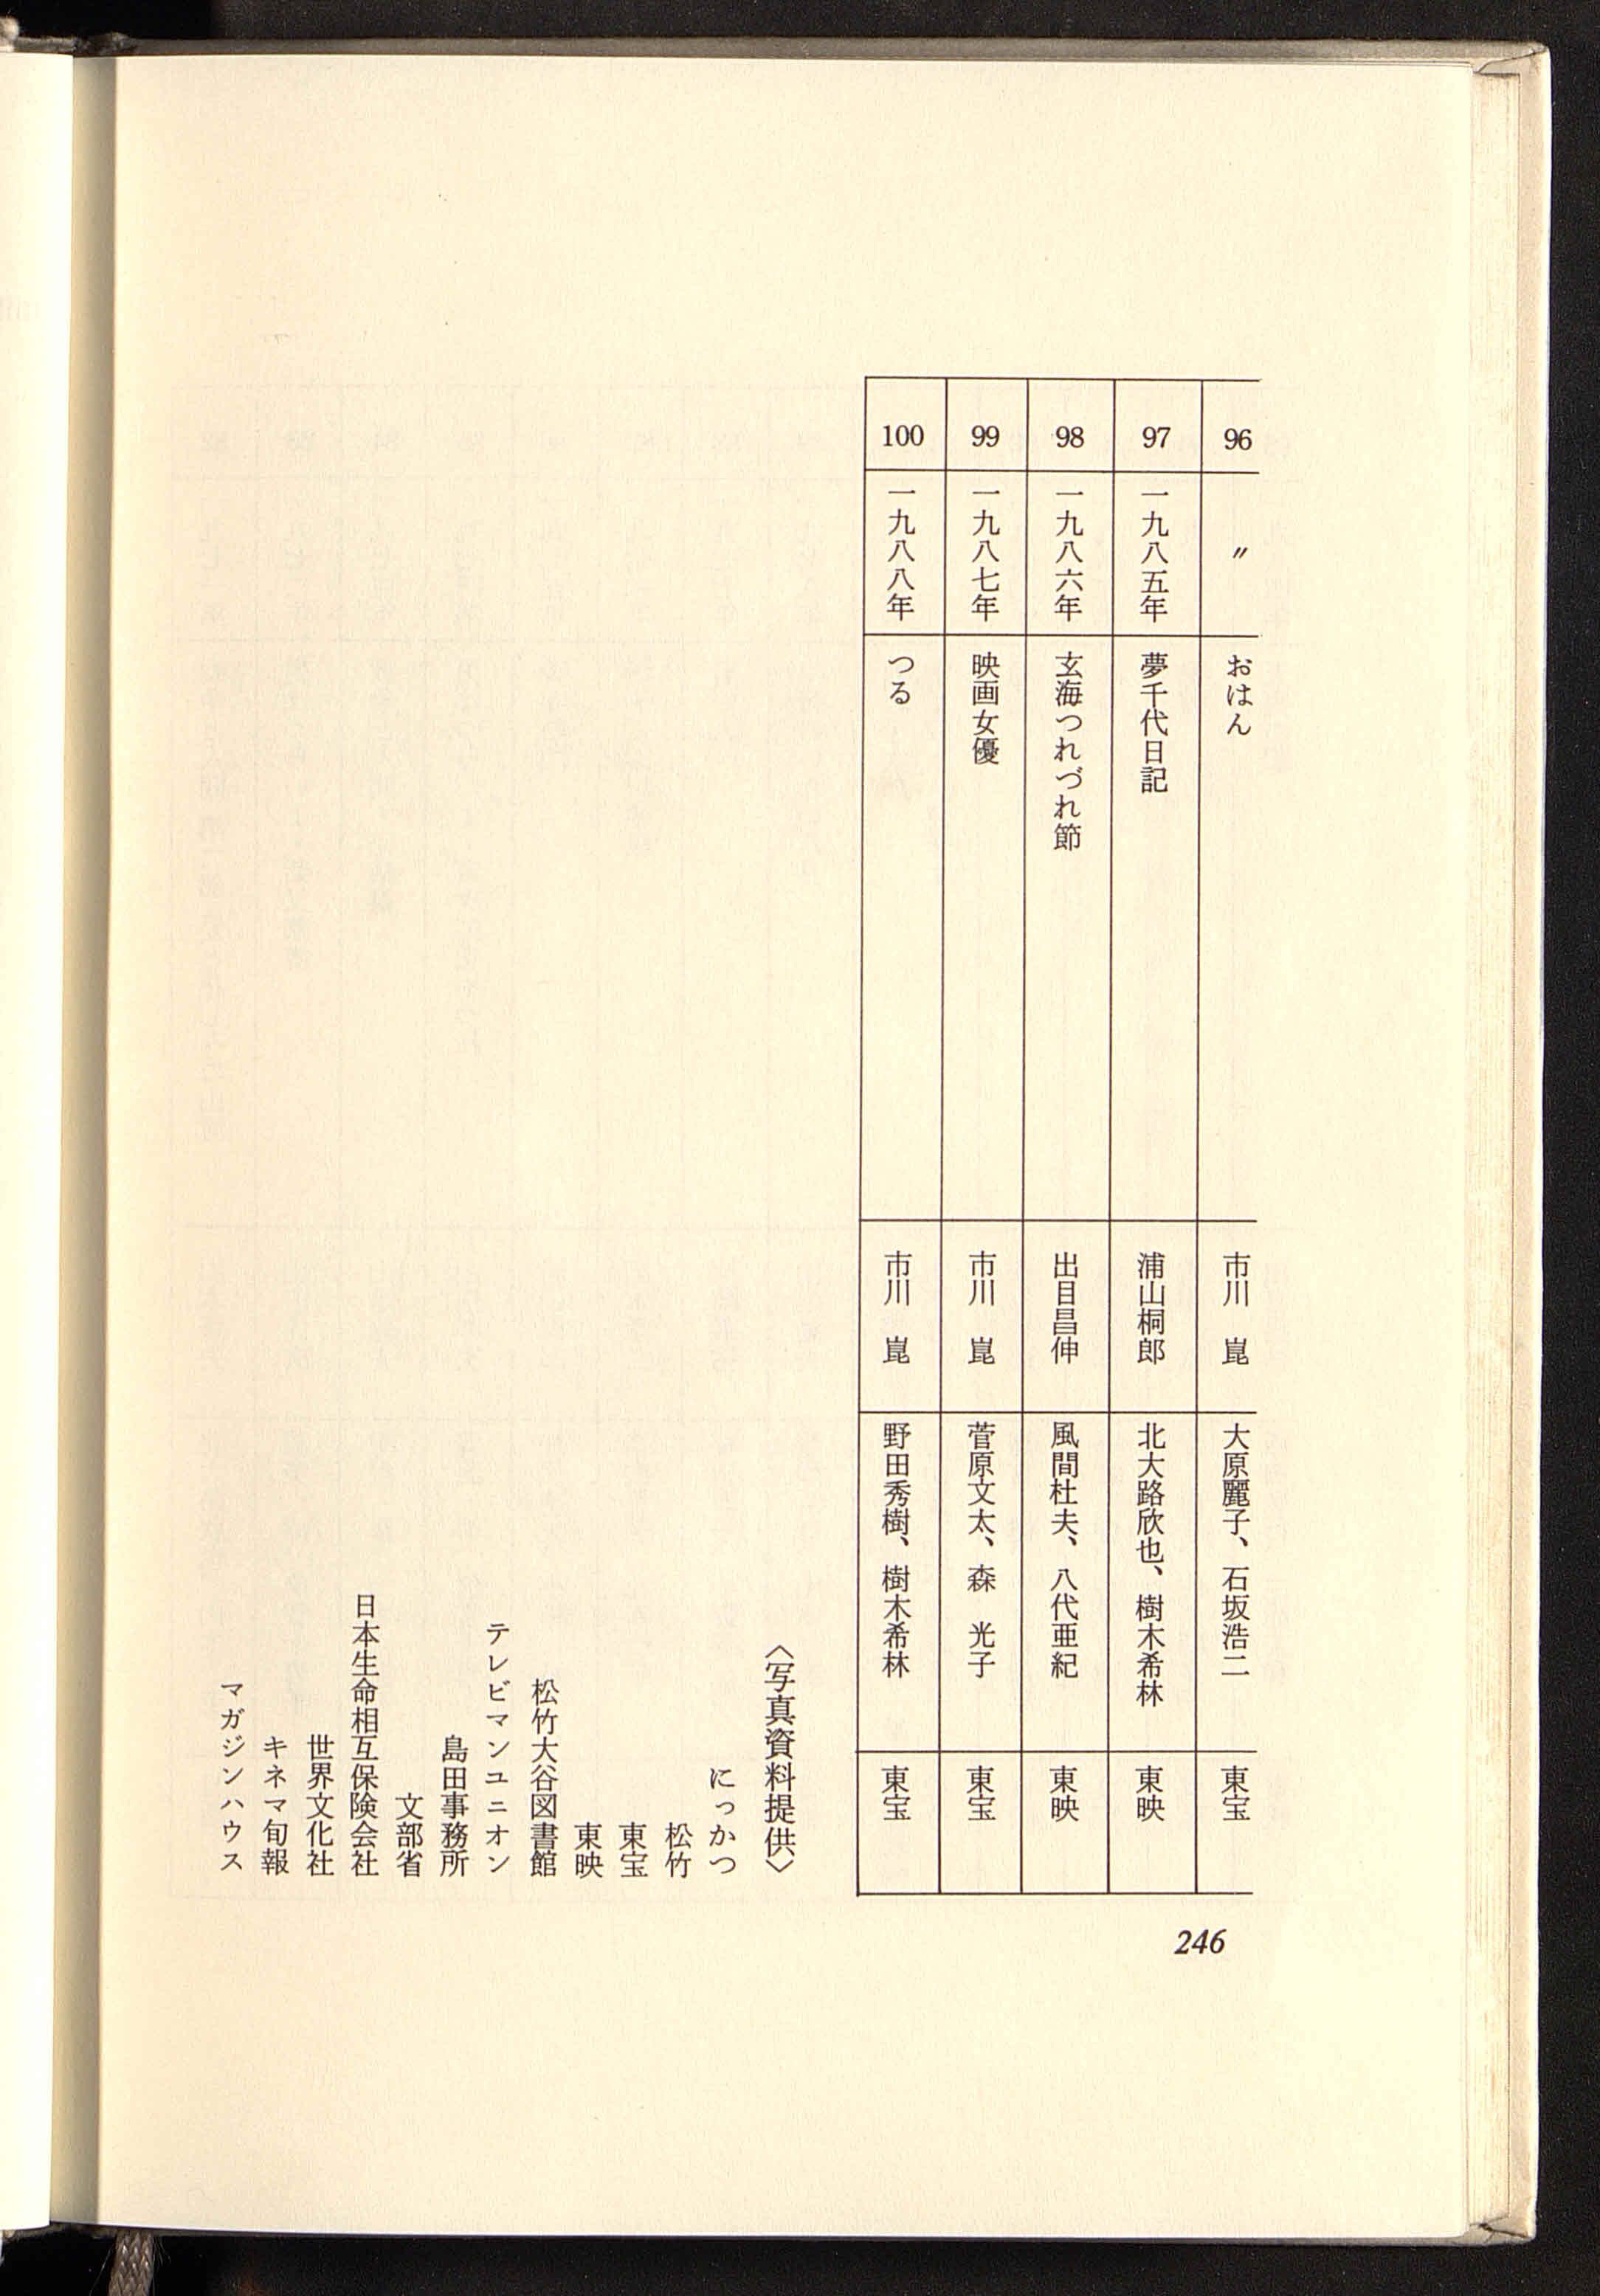 96 〃 おはん 市川 崑 大原麗子、石坂浩二 東宝
97 一九八五年 夢千代日記 浦山桐郎 北大路欣也、樹木希林 東映
98 一九八六年 玄海つれづれ節 出目昌伸 風間杜夫、八代亜紀 東映
99 一九八七年 映画女優 市川 崑 菅原文太、森 光子 東宝
100 一九八八年 つる 市川 崑 野田秀樹、樹木希林 東宝
〈写真資料提供〉
にっかつ
松竹
東宝
東映
松竹大谷図書館
テレビマンユニオン
島田事務所
文部省
日本生命相互保険会社
世界文化社
キネマ旬報
マガジンハウス
246